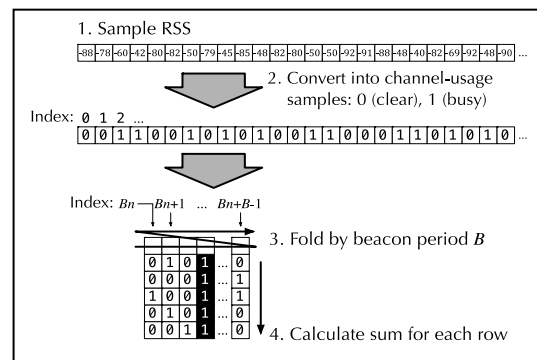 1. Sample RSS
-88 -78 -60 -42 -80 -82 -50 -79 -45 -85 -48 -82 -80 -50 -50 -92 -91 -88 -48 -40 -82 -69 -92 -48 -90 ...
2. Convert into channel-usage
samples: 0 (clear), 1 (busy)
Index: 0 1 2 ...
0 0 1 1 0 0 1 0 1 0 1 0 0 1 1 0 0 0 1 1 0 1 0 1 0 ...
Index: Bn Bn+1 ... Bn+B-1
3. Fold by beacon period B
0 1 0 1 ... 0
0 0 0 1 ... 1
1 0 0 1 ... 1
0 1 0 1 ... 0
0 0 1 1 ... 0
4. Calculate sum for each row